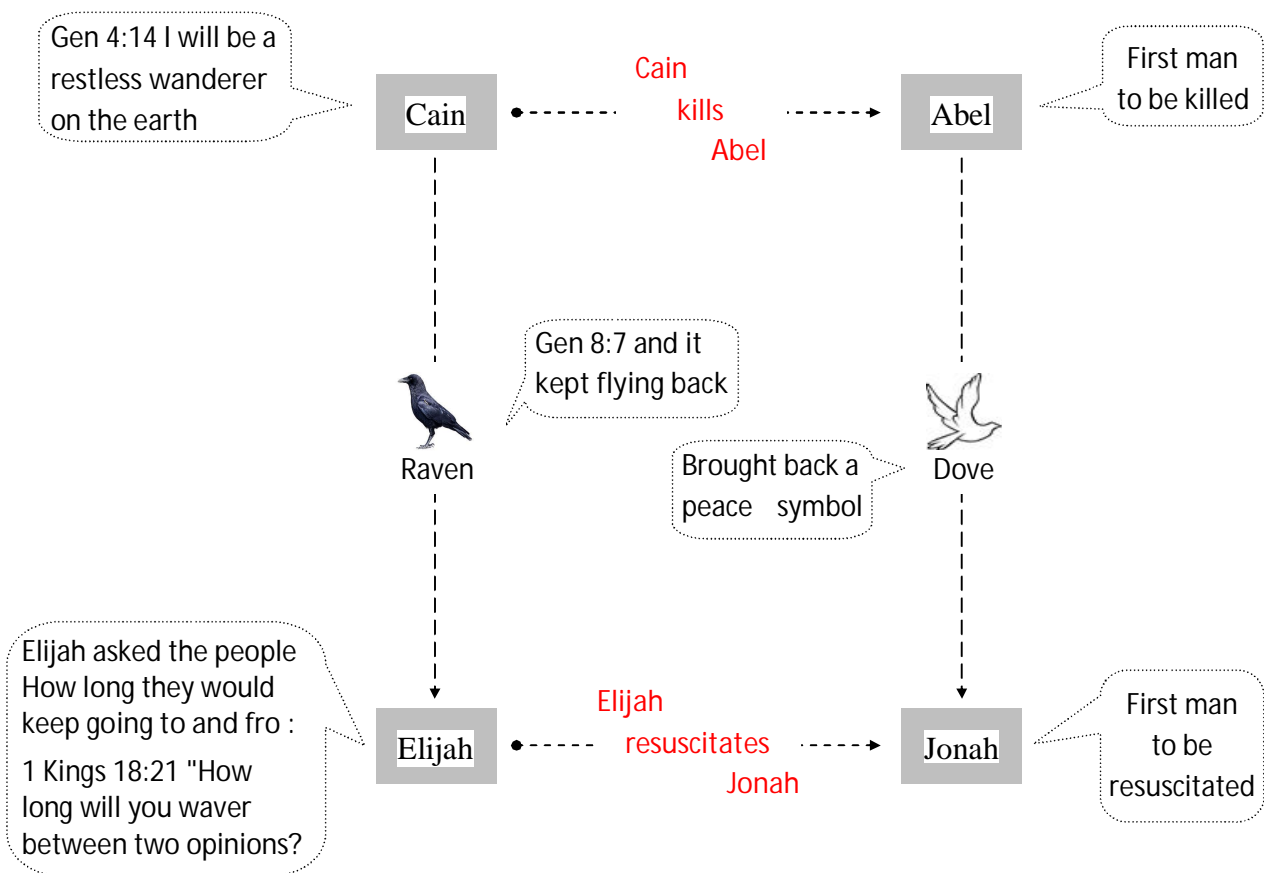 Gen 4:14 I will be a
restless wanderer
on the earth
Cain
Cain
kills
Abel
Abel
First man
to be killed
Gen 8:7 and it
kept flying back
Raven
Brought back a
peace symbol
Dove
Elijah asked the people
How long they would
keep going to and fro :
1 Kings 18:21 "How
long will you waver
between two opinions?
Elijah
Elijah
resuscitates
Jonah
Jonah
First man
to be
resuscitated